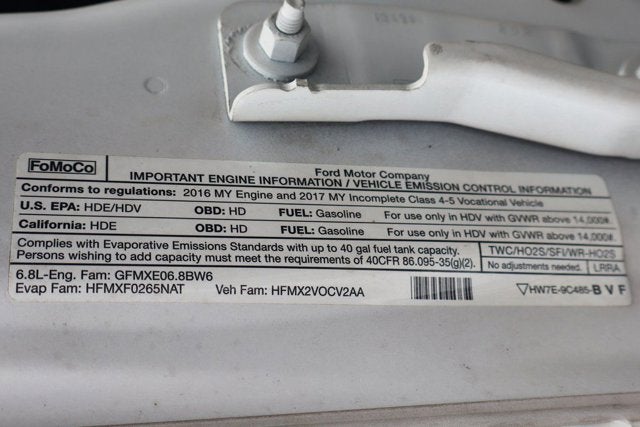 FoMoCo
Ford Motor Company
IMPORTANT ENGINE INFORMATION / VEHICLE EMISSION CONTROL INFORMATION
Conforms to regulations: 2016 MY Engine and 2017 MY Incomplete Class 4-5 Vocational Vehicle
U.S. EPA: HDE/HDV OBD: HD FUEL: Gasoline For use only in HDV with GVWR above 14,000#
California: HDE OBD: HD FUEL: Gasoline For use only in HDV with GVWR above 14,000#
Complies with Evaporative Emissions Standards with up to 40 gal fuel tank capacity.
Persons wishing to add capacity must meet the requirements of 40CFR 86.095-35(g)(2).
TWC/HO2S/SFI/WR-HO2S
No adjustments needed. LRRA
6.8L-Eng. Fam: GFMXE06.8BW6
Evap Fam: HFMXF0265NAT Veh Fam: HFMX2VOCV2AA
HW7E-9C485-B V F